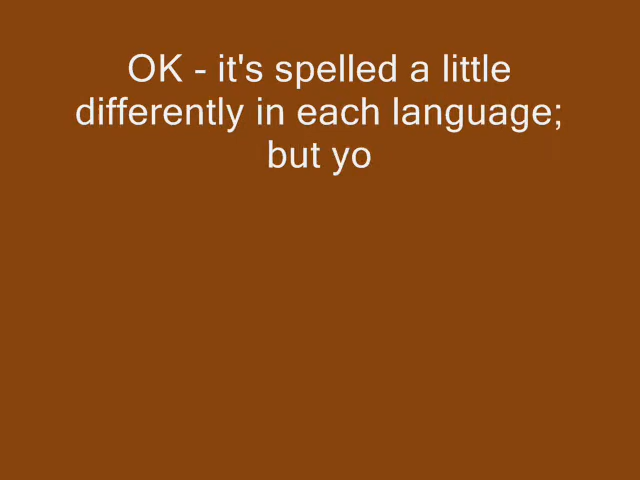 OK - it's spelled a little
differently in each language;
but yo